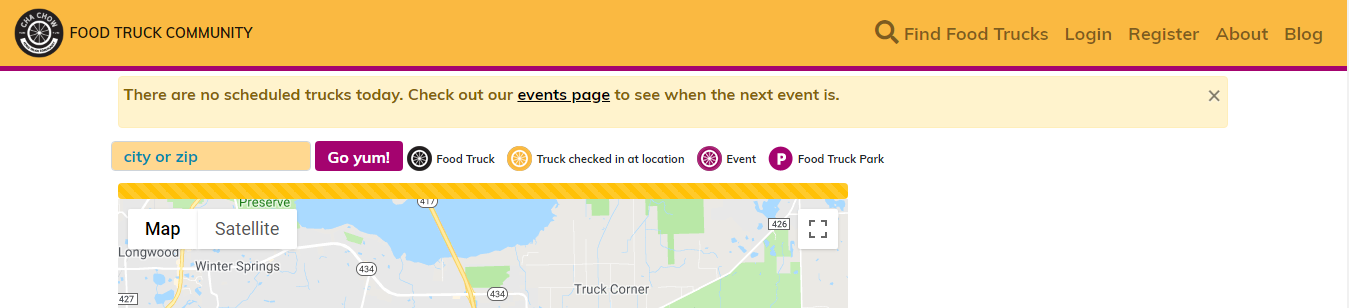 CHA CHOW
FOOD TRUCK COMMUNITY
Find Food Trucks Login Register About Blog
There are no scheduled trucks today. Check out our events page to see when the next event is.
×
city or zip
Go yum!
Food Truck
Truck checked in at location
Event
P
Food Truck Park
Preserve
417
Map
Satellite
426
Longwood
Winter Springs
434
427
434
Truck Corner